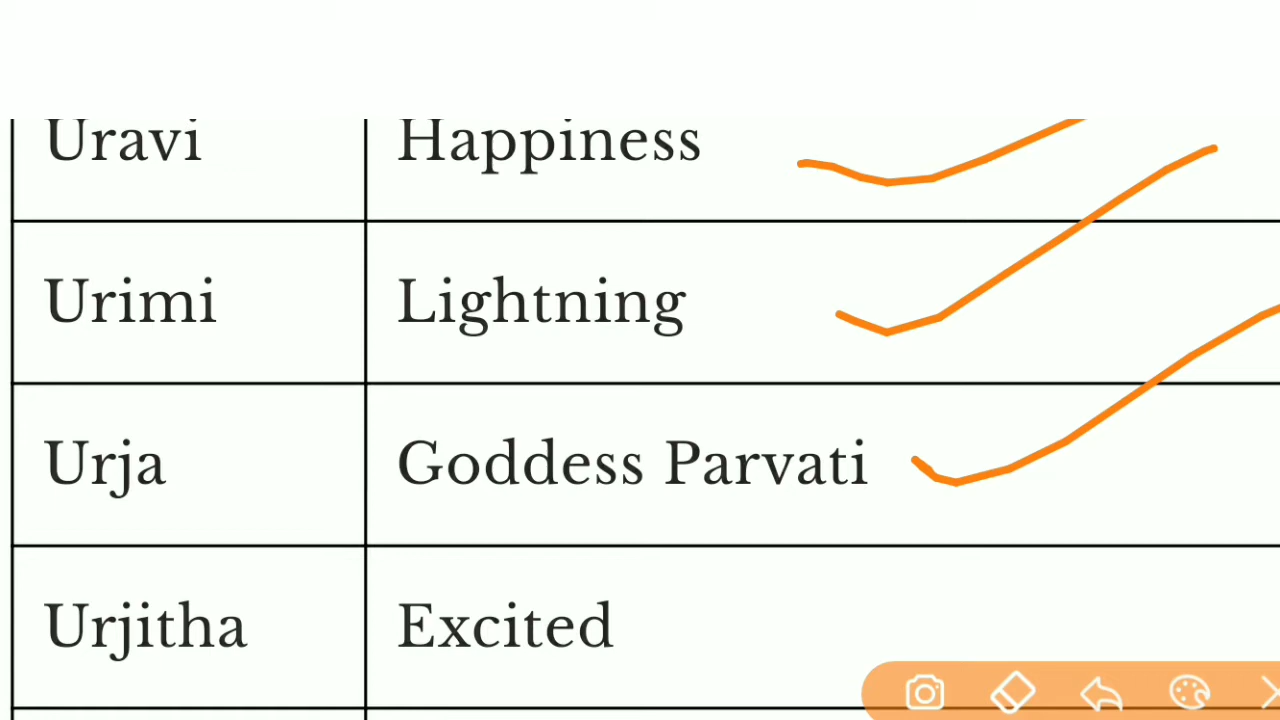 Uravi Happiness
Urimi Lightning
Urja Goddess Parvati
Urjitha Excited